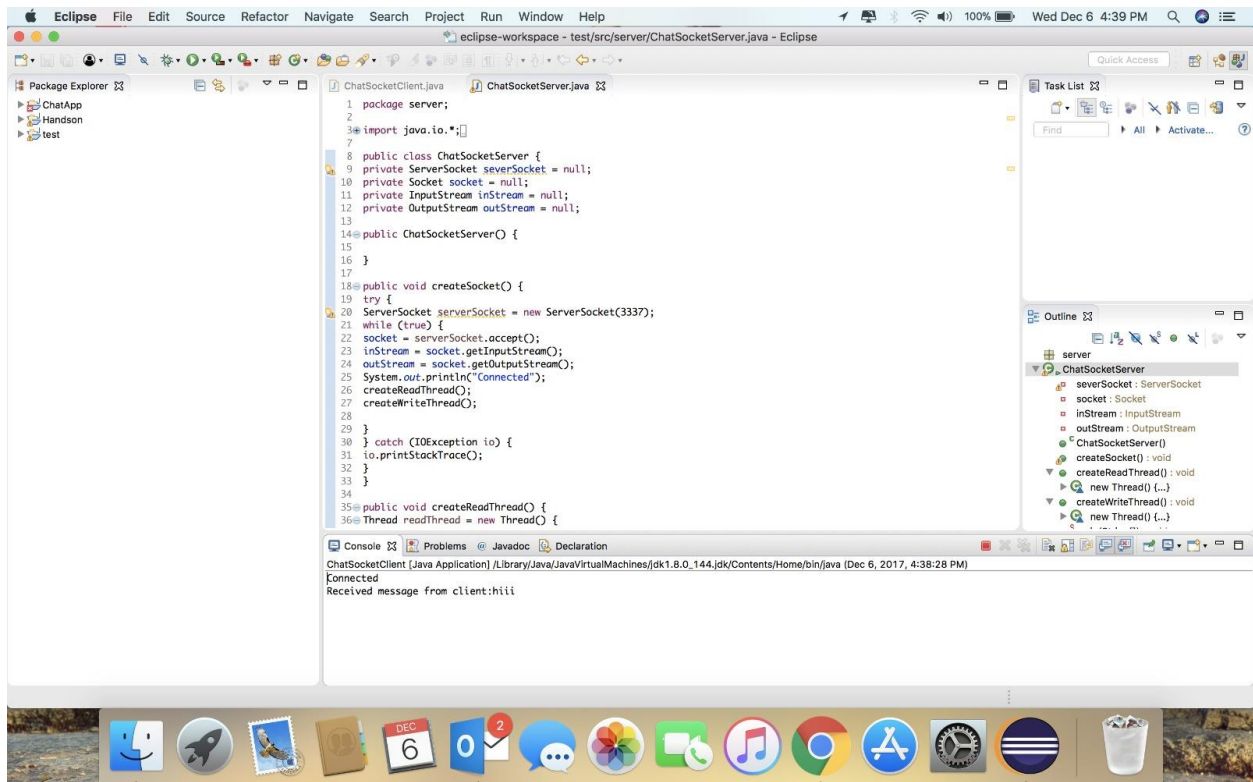 Eclipse File Edit Source Refactor Navigate Search Project Run Window Help 100% Wed Dec 6 4:39 PM
eclipse-workspace - test/src/server/ChatSocketServer.java - Eclipse
Quick Access
Package Explorer
ChatApp
Handson
test
ChatSocketClient.java ChatSocketServer.java
1 package server;
2
3 import java.io.*;
7
8 public class ChatSocketServer {
9 private ServerSocket severSocket = null;
10 private Socket socket = null;
11 private InputStream inStream = null;
12 private OutputStream outStream = null;
13
14 public ChatSocketServer() {
15
16 }
17
18 public void createSocket() {
19 try {
20 ServerSocket serverSocket = new ServerSocket(3337);
21 while (true) {
22 socket = serverSocket.accept();
23 inStream = socket.getInputStream();
24 outStream = socket.getOutputStream();
25 System.out.println("Connected");
26 createReadThread();
27 createWriteThread();
28
29 }
30 } catch (IOException io) {
31 io.printStackTrace();
32 }
33 }
34
35 public void createReadThread() {
36 Thread readThread = new Thread() {
Task List
Find All Activate...
Outline
server
ChatSocketServer
severSocket : ServerSocket
socket : Socket
inStream : InputStream
outStream : OutputStream
ChatSocketServer()
createSocket() : void
createReadThread() : void
new Thread() {...}
createWriteThread() : void
new Thread() {...}
Console Problems Javadoc Declaration
ChatSocketClient [Java Application] /Library/Java/JavaVirtualMachines/jdk1.8.0_144.jdk/Contents/Home/bin/java (Dec 6, 2017, 4:38:28 PM)
Connected
Received message from client:hiii
DEC
6
2